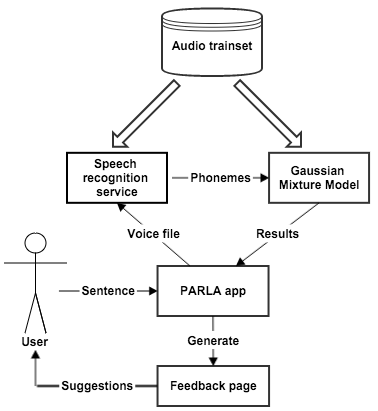 Audio trainset
Speech
recognition
service
Phonemes
Gaussian
Mixture Model
Voice file
Results
Sentence
PARLA app
User
Generate
Suggestions
Feedback page